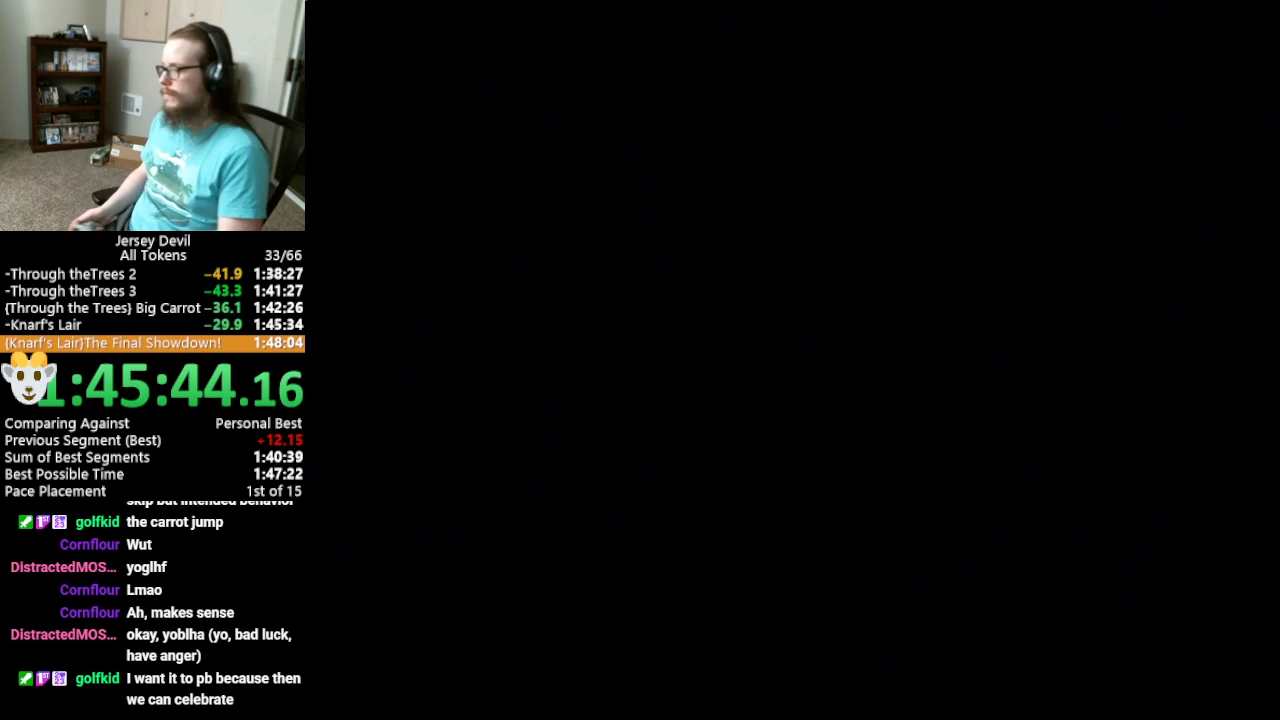 Jersey Devil
All Tokens 33/66
-Through theTrees 2 −41.9 1:38:27
-Through theTrees 3 −43.3 1:41:27
{Through the Trees} Big Carrot −36.1 1:42:26
-Knarf's Lair −29.9 1:45:34
{Knarf's Lair}The Final Showdown! 1:48:04
1:45:44.16
Comparing Against Personal Best
Previous Segment (Best) +12.15
Sum of Best Segments 1:40:39
Best Possible Time 1:47:22
Pace Placement 1st of 15
skip but intended behavior
golfkid the carrot jump
Cornflour Wut
DistractedMOS... yoglhf
Cornflour Lmao
Cornflour Ah, makes sense
DistractedMOS... okay, yoblha (yo, bad luck,
have anger)
golfkid I want it to pb because then
we can celebrate